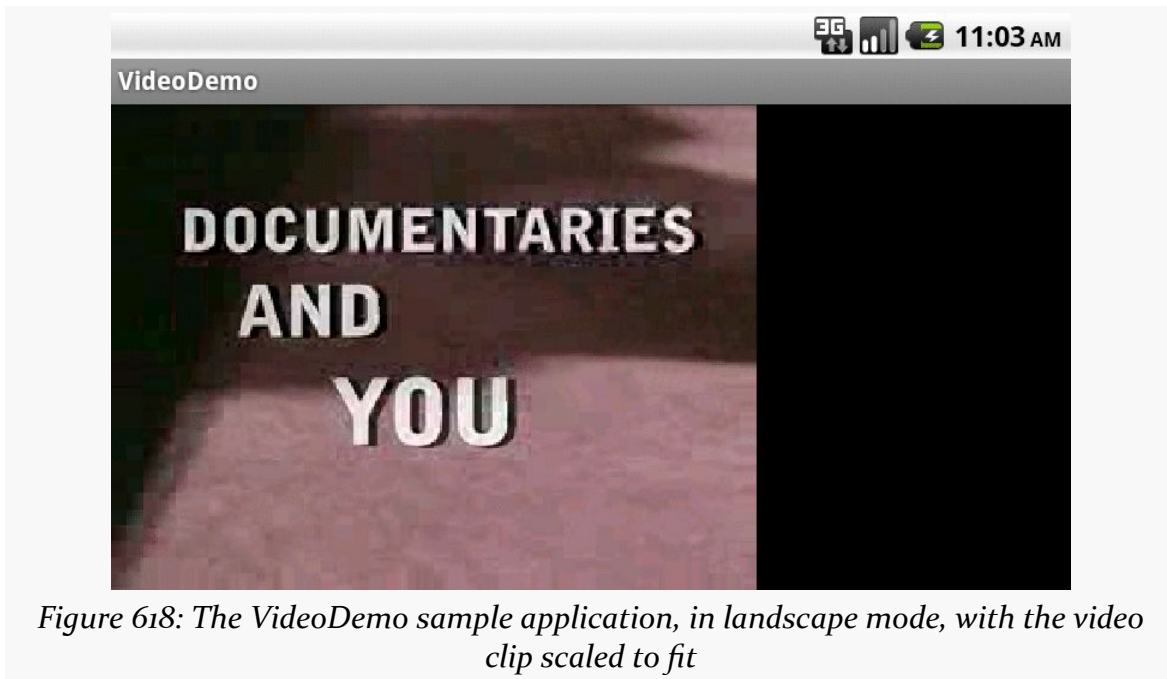 3G 11:03 AM
VideoDemo
DOCUMENTARIES
AND
YOU
Figure 618: The VideoDemo sample application, in landscape mode, with the video
clip scaled to fit